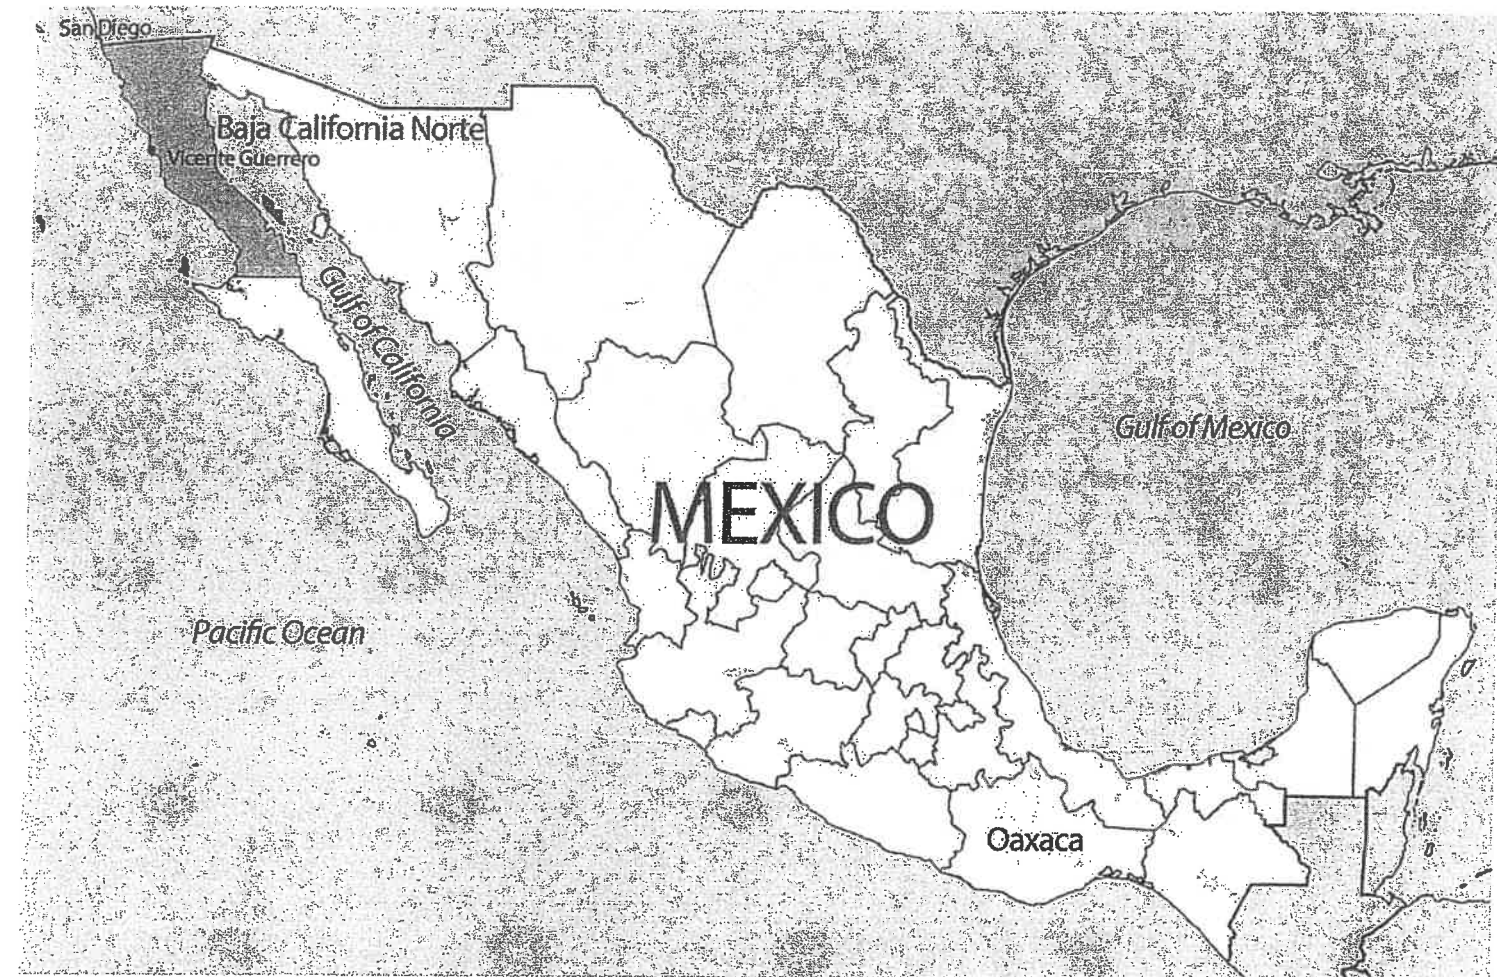 San Diego
Baja California Norte
Vicente Guerrero
Gulf of California
Gulf of Mexico
MEXICO
Pacific Ocean
Oaxaca